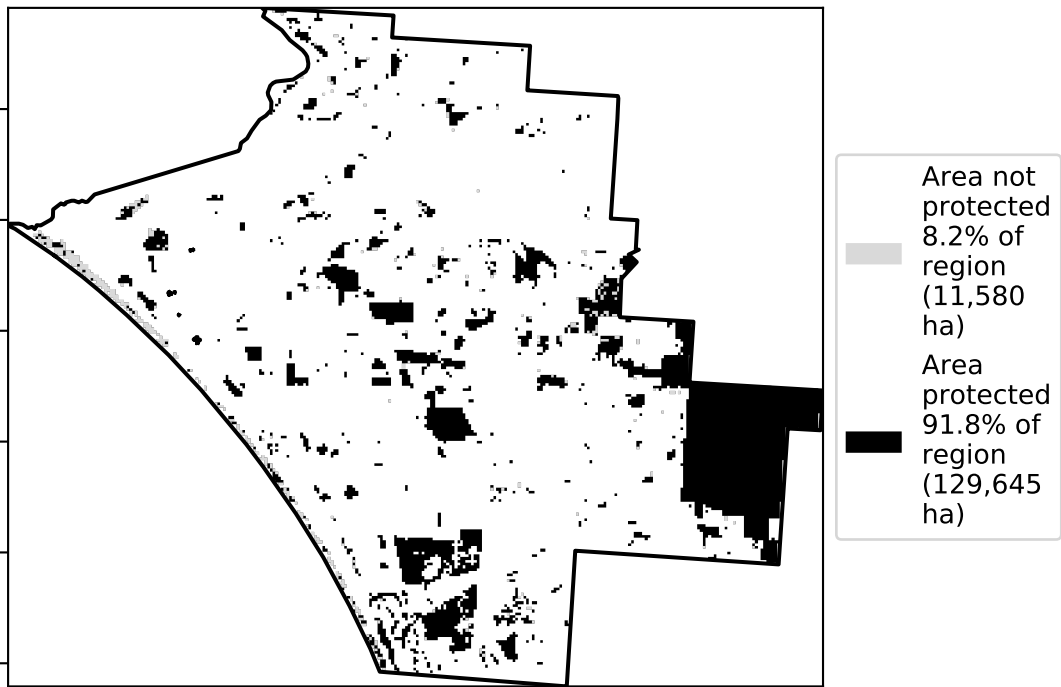 Area not
protected
8.2% of
region
(11,580
ha)
Area
protected
91.8% of
region
(129,645
ha)